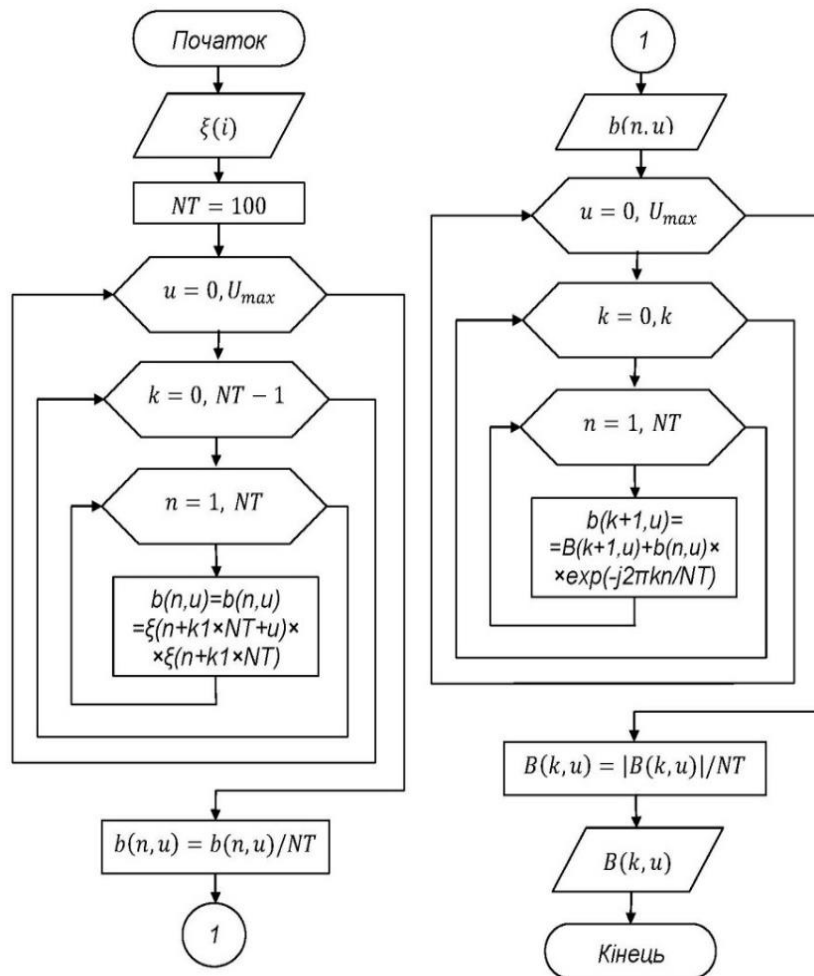 Початок
ξ(i)
NT = 100
u = 0, U_max
k = 0, NT − 1
n = 1, NT
b(n,u)=b(n,u)
=ξ(n+k1×NT+u)×
×ξ(n+k1×NT)
b(n,u) = b(n,u)/NT
1
1
b(n,u)
u = 0, U_max
k = 0, k
n = 1, NT
b(k+1,u)=
=B(k+1,u)+b(n,u)×
×exp(-j2πkn/NT)
B(k,u) = |B(k,u)|/NT
B(k,u)
Кінець